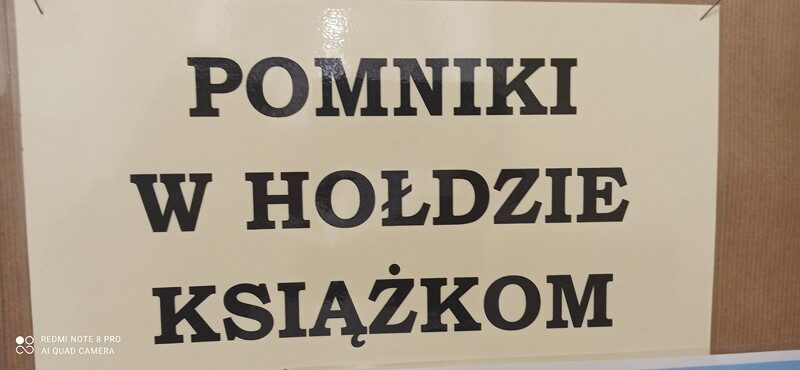 POMNIKI
W HOŁDZIE
KSIĄŻKOM
REDMI NOTE 8 PRO
AI QUAD CAMERA